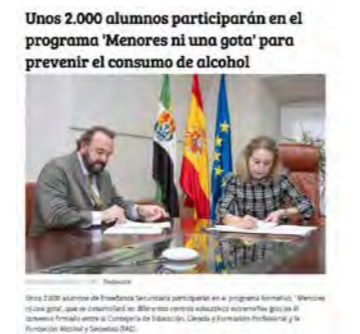 Unos 2.000 alumnos participarán en el
programa 'Menores ni una gota' para
prevenir el consumo de alcohol
Redacción
Unos 2.000 alumnos de Enseñanza Secundaria participarán en el programa formativo, "Menores
ni una gota", que se desarrollará en diferentes centros educativos extremeños gracias al
convenio firmado entre la Consejería de Educación, Ciencia y Formación Profesional y la
Fundación Alcohol y Sociedad (FAS).